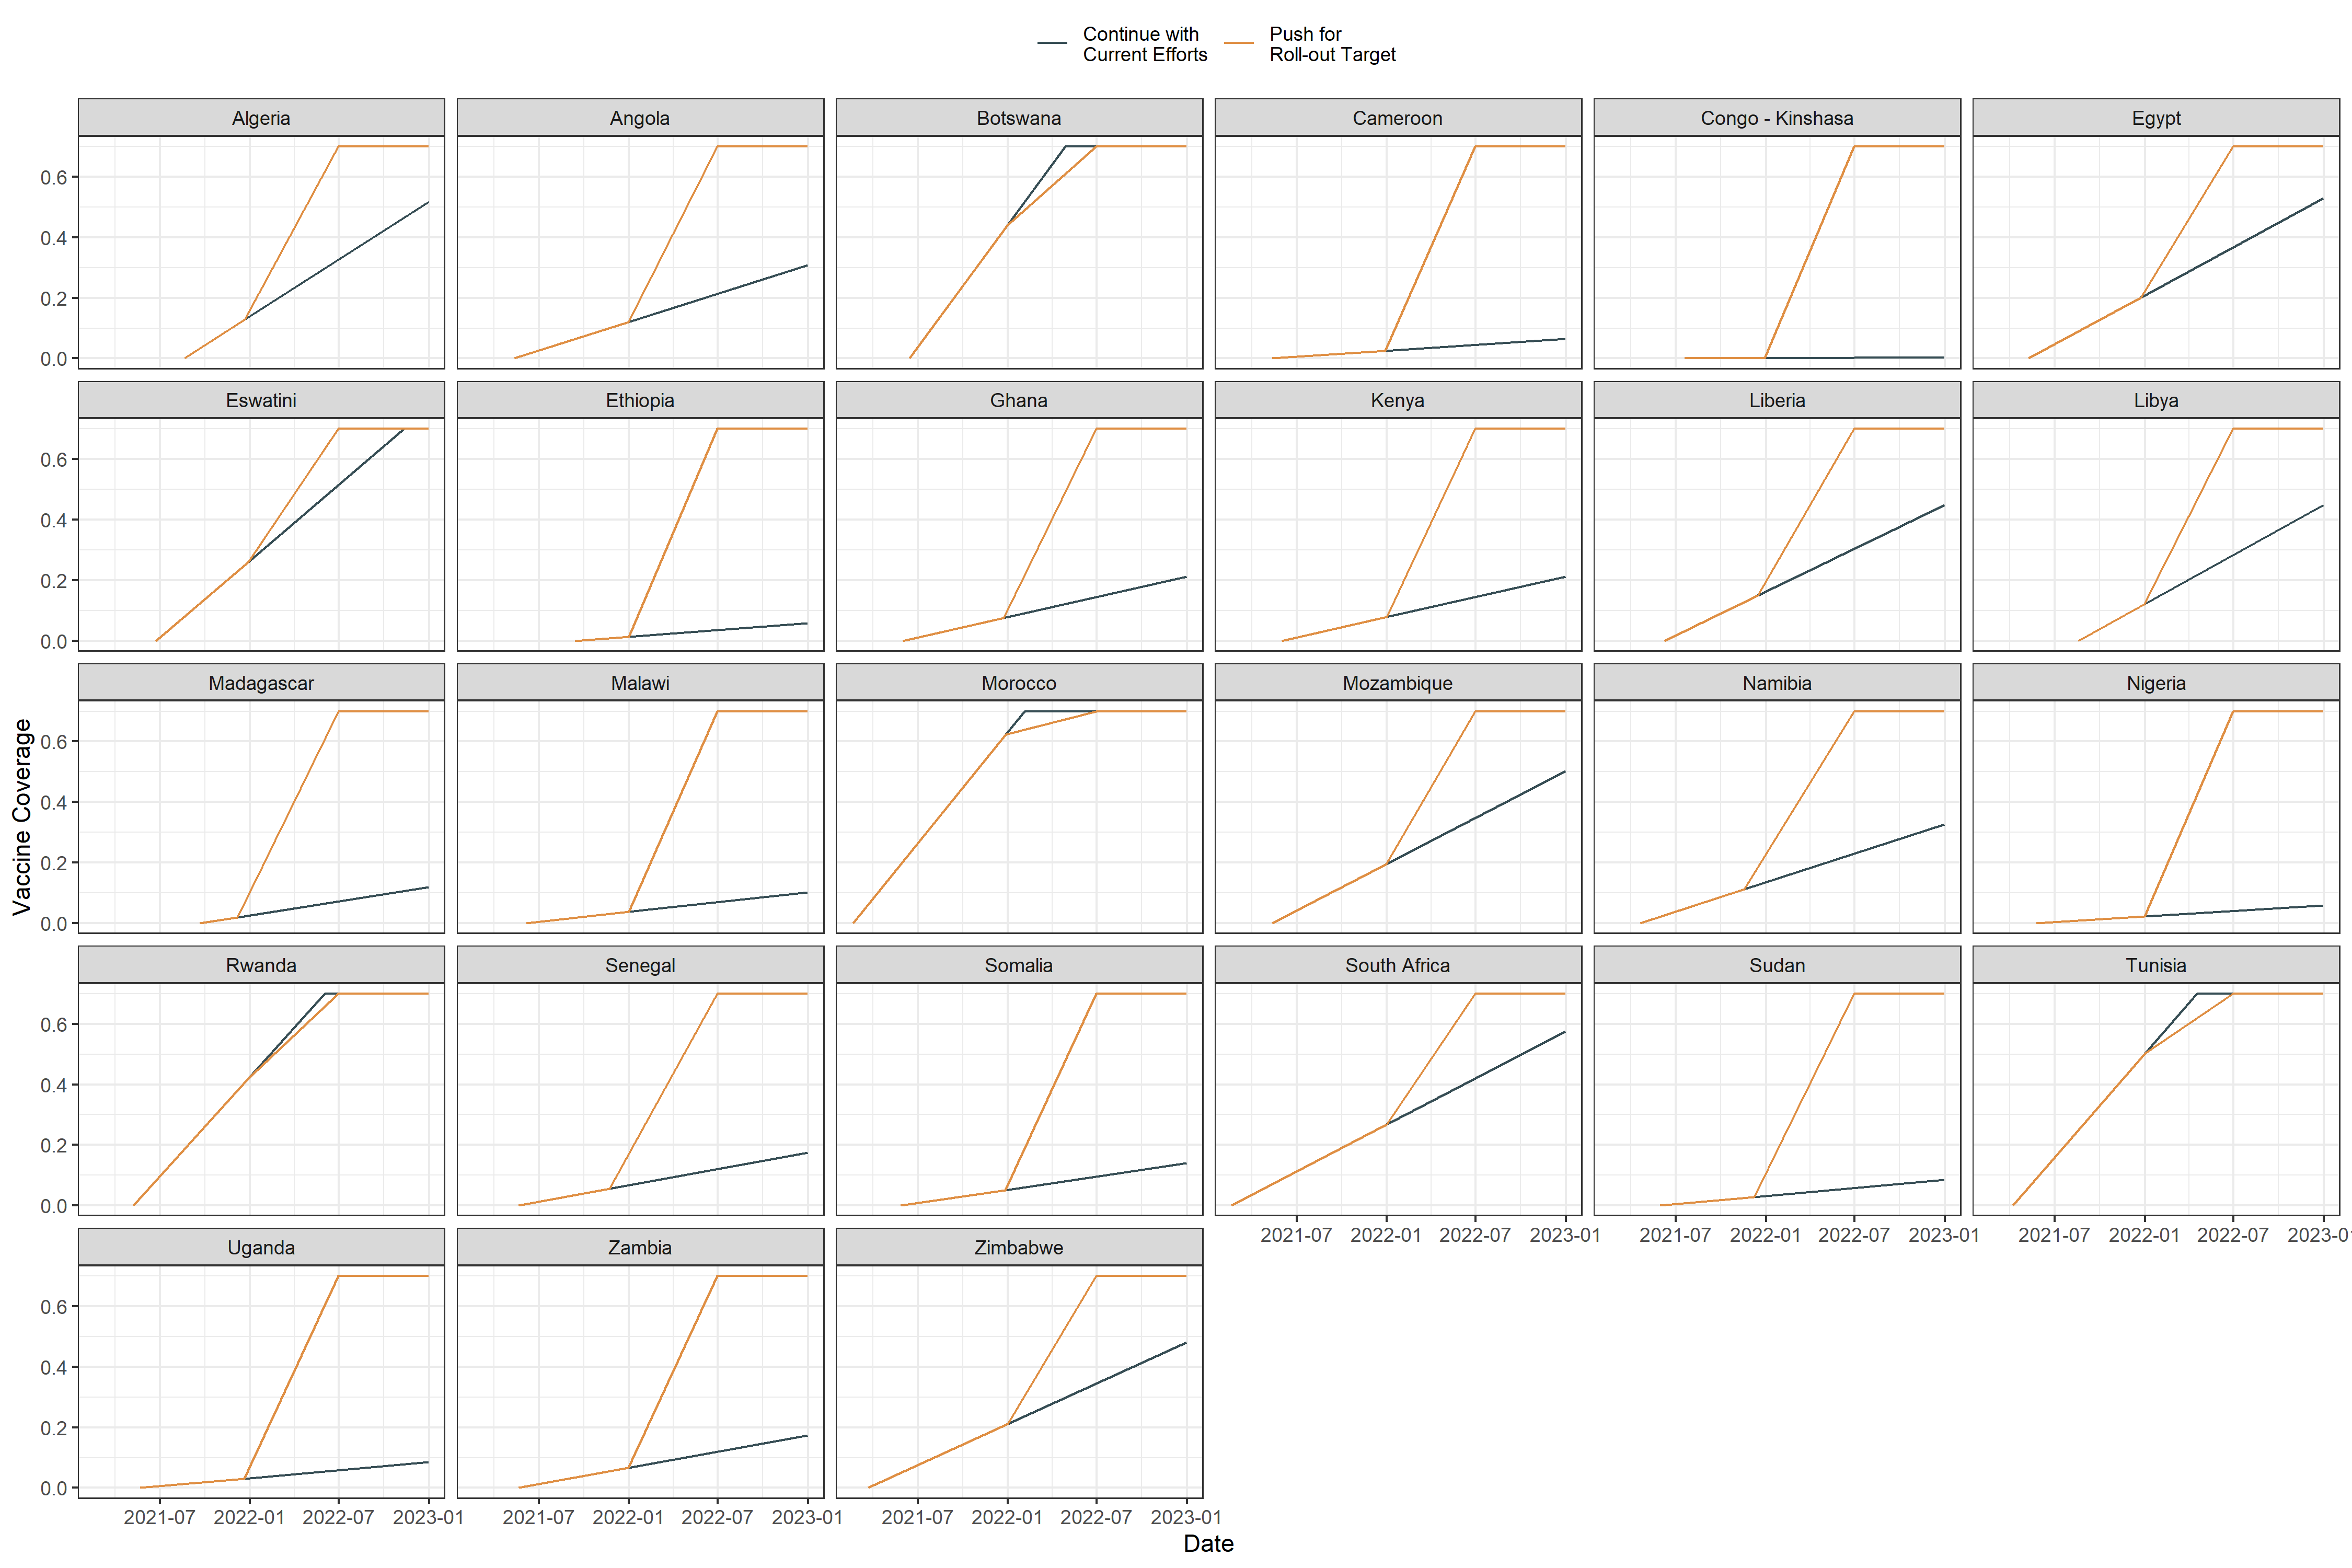 Continue with
Current Efforts
Push for
Roll-out Target
Algeria
Angola
Botswana
Cameroon
Congo - Kinshasa
Egypt
0.6
0.4
0.2
0.0
Eswatini
Ethiopia
Ghana
Kenya
Liberia
Libya
0.6
0.4
0.2
0.0
Madagascar
Malawi
Morocco
Mozambique
Namibia
Nigeria
Vaccine Coverage
0.6
0.4
0.2
0.0
Rwanda
Senegal
Somalia
South Africa
Sudan
Tunisia
0.6
0.4
0.2
0.0
2021-07 2022-01 2022-07 2023-01
2021-07 2022-01 2022-07 2023-01
2021-07 2022-01 2022-07 2023-01
Uganda
Zambia
Zimbabwe
0.6
0.4
0.2
0.0
2021-07 2022-01 2022-07 2023-01
2021-07 2022-01 2022-07 2023-01
2021-07 2022-01 2022-07 2023-01
Date